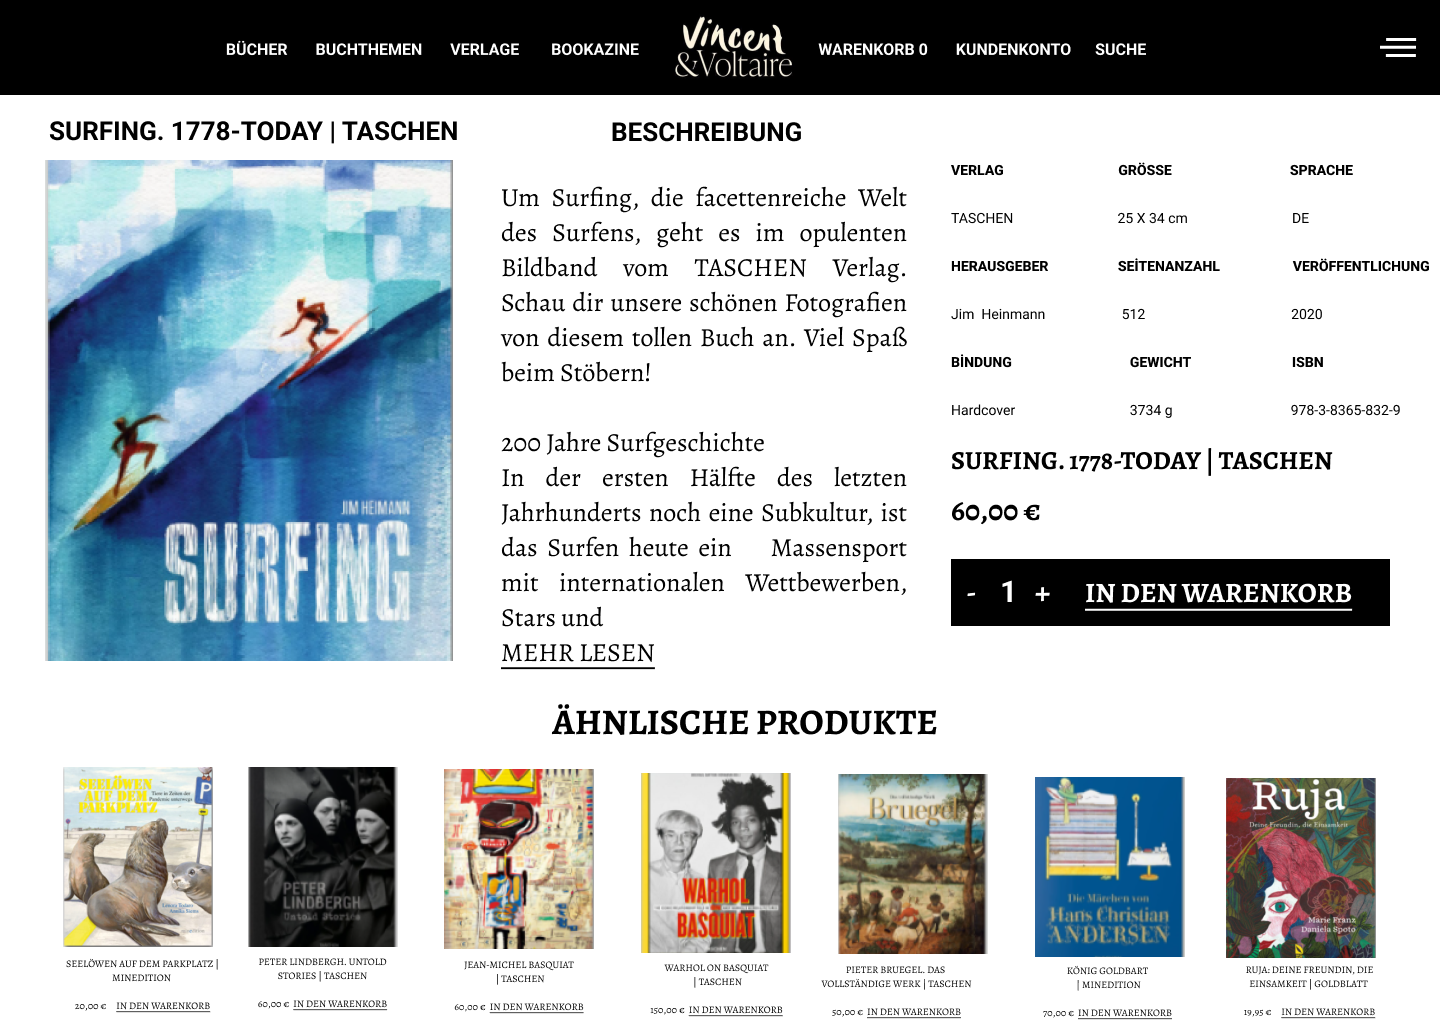 BÜCHER BUCHTHEMEN VERLAGE BOOKAZINE Vincent &Voltaire WARENKORB 0 KUNDENKONTO SUCHE
SURFING. 1778-TODAY | TASCHEN
JIM HEIMANN
SURFING
BESCHREIBUNG
Um Surfing, die facettenreiche Welt
des Surfens, geht es im opulenten
Bildband vom TASCHEN Verlag.
Schau dir unsere schönen Fotografien
von diesem tollen Buch an. Viel Spaß
beim Stöbern!
200 Jahre Surfgeschichte
In der ersten Hälfte des letzten
Jahrhunderts noch eine Subkultur, ist
das Surfen heute ein Massensport
mit internationalen Wettbewerben,
Stars und
MEHR LESEN
VERLAG GRÖSSE SPRACHE
TASCHEN 25 X 34 cm DE
HERAUSGEBER SEİTENANZAHL VERÖFFENTLICHUNG
Jim Heinmann 512 2020
BİNDUNG GEWICHT ISBN
Hardcover 3734 g 978-3-8365-832-9
SURFING. 1778-TODAY | TASCHEN
60,00 €
- 1 + IN DEN WARENKORB
ÄHNLISCHE PRODUKTE
SEELÖWEN
AUF DEM
PARKPLATZ
Tiere in Zeiten der
Pandemie unterwegs
P
SEELÖWEN AUF DEM PARKPLATZ |
MINEDITION
20,00 € IN DEN WARENKORB
PETER
LINDBERGH
Untold Stories
PETER LINDBERGH. UNTOLD
STORIES | TASCHEN
60,00 € IN DEN WARENKORB
JEAN-MICHEL BASQUIAT
| TASCHEN
60,00 € IN DEN WARENKORB
WARHOL
BASQUIAT
WARHOL ON BASQUIAT
| TASCHEN
150,00 € IN DEN WARENKORB
Das vollständige Werk
Bruegel
PIETER BRUEGEL. DAS
VOLLSTÄNDIGE WERK | TASCHEN
50,00 € IN DEN WARENKORB
Die Märchen von
Hans Christian
ANDERSEN
KÖNIG GOLDBART
| MINEDITION
70,00 € IN DEN WARENKORB
Ruja
Deine Freundin, die Einsamkeit
Marie Franz
Daniela Spoto
RUJA: DEINE FREUNDIN, DIE
EINSAMKEIT | GOLDBLATT
19,95 € IN DEN WARENKORB